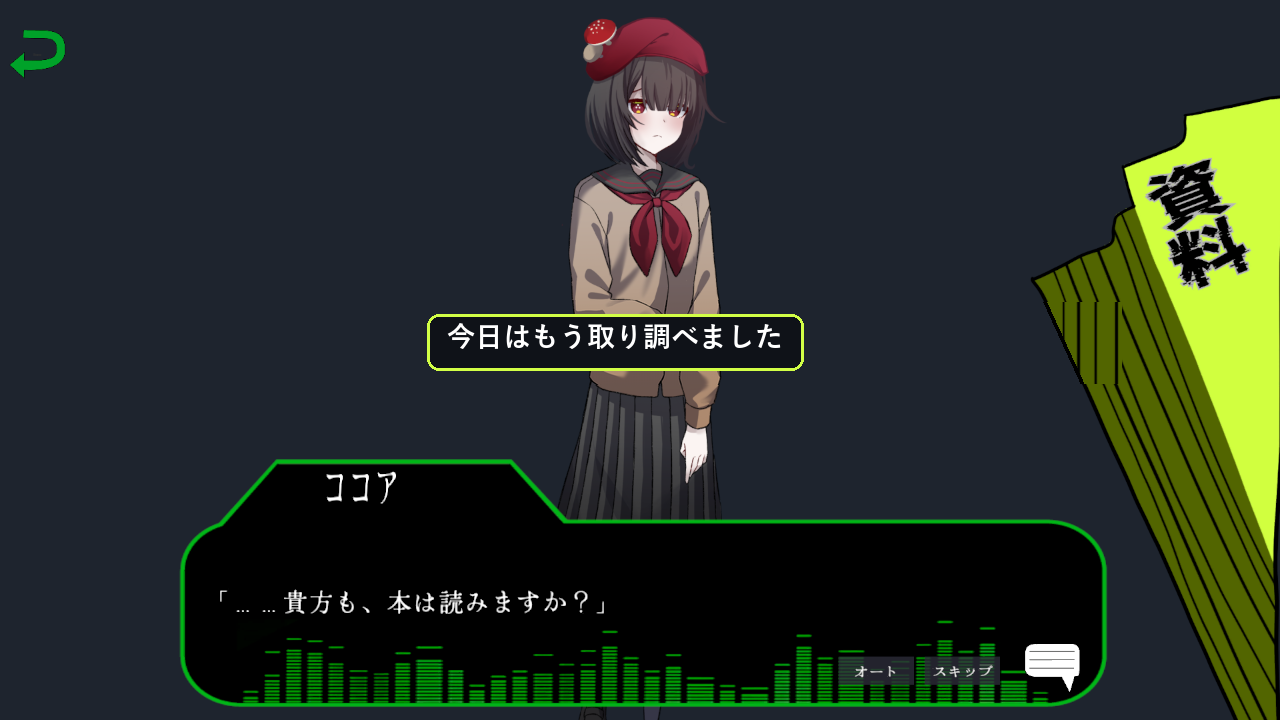 資料
今日はもう取り調べました
ココア
「… …貴方も、本は読みますか？」
オート
スキップ